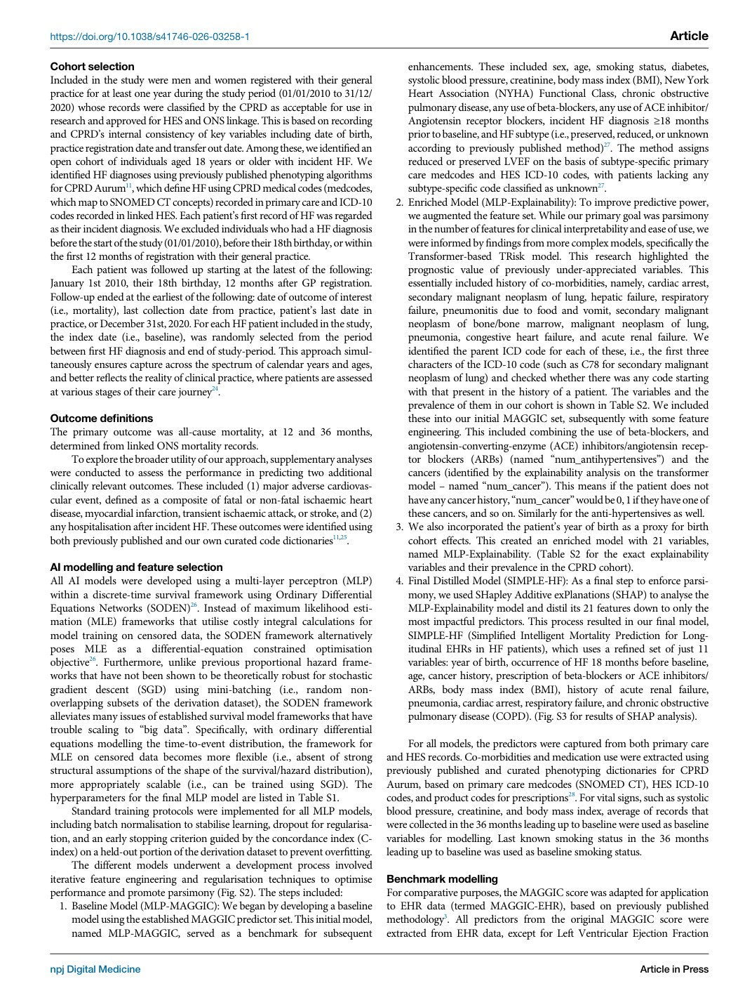 https://doi.org/10.1038/s41746-026-03258-1
Article
Cohort selection
Included in the study were men and women registered with their general
practice for at least one year during the study period (01/01/2010 to 31/12/
2020) whose records were classified by the CPRD as acceptable for use in
research and approved for HES and ONS linkage. This is based on recording
and CPRD's internal consistency of key variables including date of birth,
practice registration date and transfer out date. Among these, we identified an
open cohort of individuals aged 18 years or older with incident HF. We
identified HF diagnoses using previously published phenotyping algorithms
for CPRD Aurum11, which define HF using CPRD medical codes (medcodes,
which map to SNOMED CT concepts) recorded in primary care and ICD-10
codes recorded in linked HES. Each patient's first record of HF was regarded
as their incident diagnosis. We excluded individuals who had a HF diagnosis
before the start of the study (01/01/2010), before their 18th birthday, or within
the first 12 months of registration with their general practice.
Each patient was followed up starting at the latest of the following:
January 1st 2010, their 18th birthday, 12 months after GP registration.
Follow-up ended at the earliest of the following: date of outcome of interest
(i.e., mortality), last collection date from practice, patient's last date in
practice, or December 31st, 2020. For each HF patient included in the study,
the index date (i.e., baseline), was randomly selected from the period
between first HF diagnosis and end of study-period. This approach simul-
taneously ensures capture across the spectrum of calendar years and ages,
and better reflects the reality of clinical practice, where patients are assessed
at various stages of their care journey24.
Outcome definitions
The primary outcome was all-cause mortality, at 12 and 36 months,
determined from linked ONS mortality records.
To explore the broader utility of our approach, supplementary analyses
were conducted to assess the performance in predicting two additional
clinically relevant outcomes. These included (1) major adverse cardiovas-
cular event, defined as a composite of fatal or non-fatal ischaemic heart
disease, myocardial infarction, transient ischaemic attack, or stroke, and (2)
any hospitalisation after incident HF. These outcomes were identified using
both previously published and our own curated code dictionaries11,25.
AI modelling and feature selection
All AI models were developed using a multi-layer perceptron (MLP)
within a discrete-time survival framework using Ordinary Differential
Equations Networks (SODEN)26. Instead of maximum likelihood esti-
mation (MLE) frameworks that utilise costly integral calculations for
model training on censored data, the SODEN framework alternatively
poses MLE as a differential-equation constrained optimisation
objective26. Furthermore, unlike previous proportional hazard frame-
works that have not been shown to be theoretically robust for stochastic
gradient descent (SGD) using mini-batching (i.e., random non-
overlapping subsets of the derivation dataset), the SODEN framework
alleviates many issues of established survival model frameworks that have
trouble scaling to “big data”. Specifically, with ordinary differential
equations modelling the time-to-event distribution, the framework for
MLE on censored data becomes more flexible (i.e., absent of strong
structural assumptions of the shape of the survival/hazard distribution),
more appropriately scalable (i.e., can be trained using SGD). The
hyperparameters for the final MLP model are listed in Table S1.
Standard training protocols were implemented for all MLP models,
including batch normalisation to stabilise learning, dropout for regularisa-
tion, and an early stopping criterion guided by the concordance index (C-
index) on a held-out portion of the derivation dataset to prevent overfitting.
The different models underwent a development process involved
iterative feature engineering and regularisation techniques to optimise
performance and promote parsimony (Fig. S2). The steps included:
1. Baseline Model (MLP-MAGGIC): We began by developing a baseline
model using the established MAGGIC predictor set. This initial model,
named MLP-MAGGIC, served as a benchmark for subsequent
enhancements. These included sex, age, smoking status, diabetes,
systolic blood pressure, creatinine, body mass index (BMI), New York
Heart Association (NYHA) Functional Class, chronic obstructive
pulmonary disease, any use of beta-blockers, any use of ACE inhibitor/
Angiotensin receptor blockers, incident HF diagnosis ≥18 months
prior to baseline, and HF subtype (i.e., preserved, reduced, or unknown
according to previously published method)27. The method assigns
reduced or preserved LVEF on the basis of subtype-specific primary
care medcodes and HES ICD-10 codes, with patients lacking any
subtype-specific code classified as unknown27.
2. Enriched Model (MLP-Explainability): To improve predictive power,
we augmented the feature set. While our primary goal was parsimony
in the number of features for clinical interpretability and ease of use, we
were informed by findings from more complex models, specifically the
Transformer-based TRisk model. This research highlighted the
prognostic value of previously under-appreciated variables. This
essentially included history of co-morbidities, namely, cardiac arrest,
secondary malignant neoplasm of lung, hepatic failure, respiratory
failure, pneumonitis due to food and vomit, secondary malignant
neoplasm of bone/bone marrow, malignant neoplasm of lung,
pneumonia, congestive heart failure, and acute renal failure. We
identified the parent ICD code for each of these, i.e., the first three
characters of the ICD-10 code (such as C78 for secondary malignant
neoplasm of lung) and checked whether there was any code starting
with that present in the history of a patient. The variables and the
prevalence of them in our cohort is shown in Table S2. We included
these into our initial MAGGIC set, subsequently with some feature
engineering. This included combining the use of beta-blockers, and
angiotensin-converting-enzyme (ACE) inhibitors/angiotensin recep-
tor blockers (ARBs) (named “num_antihypertensives”) and the
cancers (identified by the explainability analysis on the transformer
model – named “num_cancer”). This means if the patient does not
have any cancer history, “num_cancer” would be 0, 1 if they have one of
these cancers, and so on. Similarly for the anti-hypertensives as well.
3. We also incorporated the patient's year of birth as a proxy for birth
cohort effects. This created an enriched model with 21 variables,
named MLP-Explainability. (Table S2 for the exact explainability
variables and their prevalence in the CPRD cohort).
4. Final Distilled Model (SIMPLE-HF): As a final step to enforce parsi-
mony, we used SHapley Additive exPlanations (SHAP) to analyse the
MLP-Explainability model and distil its 21 features down to only the
most impactful predictors. This process resulted in our final model,
SIMPLE-HF (Simplified Intelligent Mortality Prediction for Long-
itudinal EHRs in HF patients), which uses a refined set of just 11
variables: year of birth, occurrence of HF 18 months before baseline,
age, cancer history, prescription of beta-blockers or ACE inhibitors/
ARBs, body mass index (BMI), history of acute renal failure,
pneumonia, cardiac arrest, respiratory failure, and chronic obstructive
pulmonary disease (COPD). (Fig. S3 for results of SHAP analysis).
For all models, the predictors were captured from both primary care
and HES records. Co-morbidities and medication use were extracted using
previously published and curated phenotyping dictionaries for CPRD
Aurum, based on primary care medcodes (SNOMED CT), HES ICD-10
codes, and product codes for prescriptions28. For vital signs, such as systolic
blood pressure, creatinine, and body mass index, average of records that
were collected in the 36 months leading up to baseline were used as baseline
variables for modelling. Last known smoking status in the 36 months
leading up to baseline was used as baseline smoking status.
Benchmark modelling
For comparative purposes, the MAGGIC score was adapted for application
to EHR data (termed MAGGIC-EHR), based on previously published
methodology3. All predictors from the original MAGGIC score were
extracted from EHR data, except for Left Ventricular Ejection Fraction
npj Digital Medicine
Article in Press